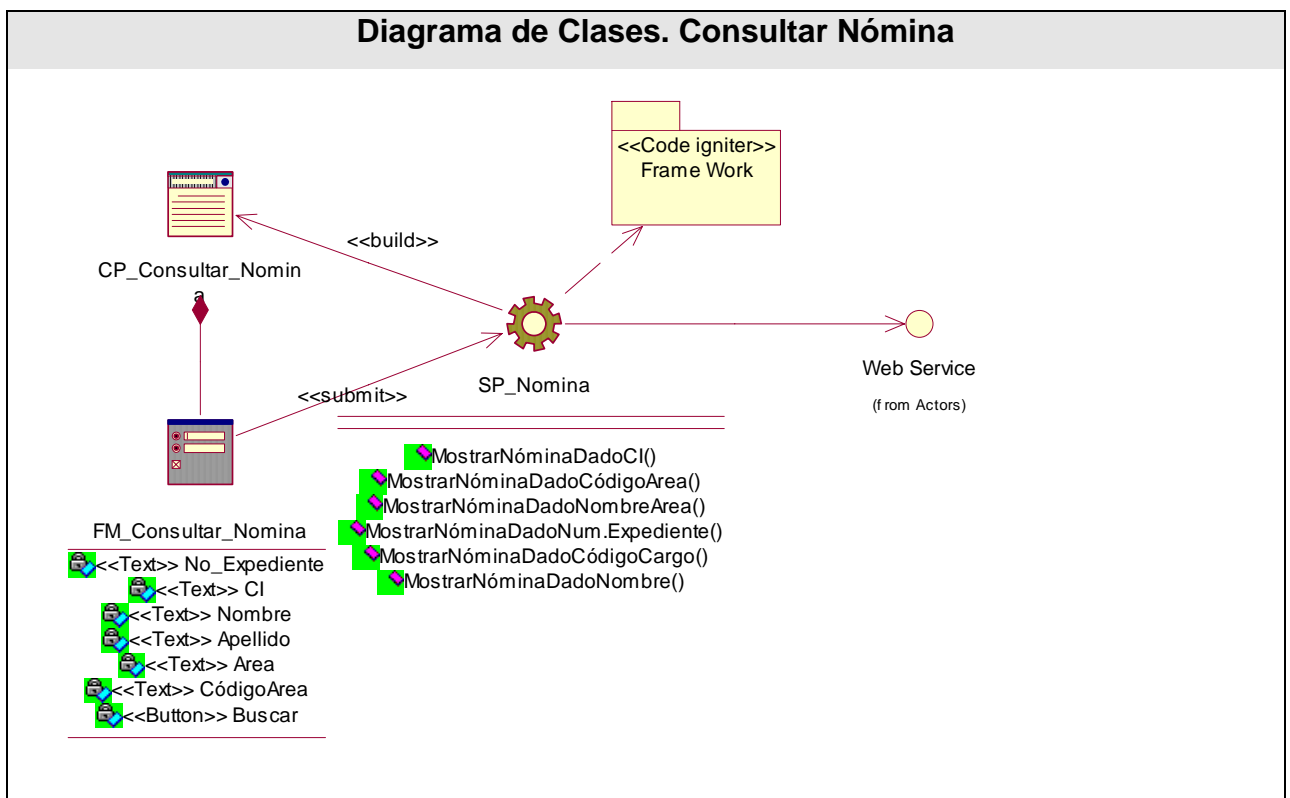 Diagrama de Clases. Consultar Nómina
<<Code igniter>>
Frame Work
<<build>>
CP_Consultar_Nomin
a
Web Service
(from Actors)
SP_Nomina
<<submit>>
MostrarNóminaDadoCI()
MostrarNóminaDadoCódigoArea()
MostrarNóminaDadoNombreArea()
MostrarNóminaDadoNum.Expediente()
MostrarNóminaDadoCódigoCargo()
MostrarNóminaDadoNombre()
FM_Consultar_Nomina
<<Text>> No_Expediente
<<Text>> CI
<<Text>> Nombre
<<Text>> Apellido
<<Text>> Area
<<Text>> CódigoArea
<<Button>> Buscar